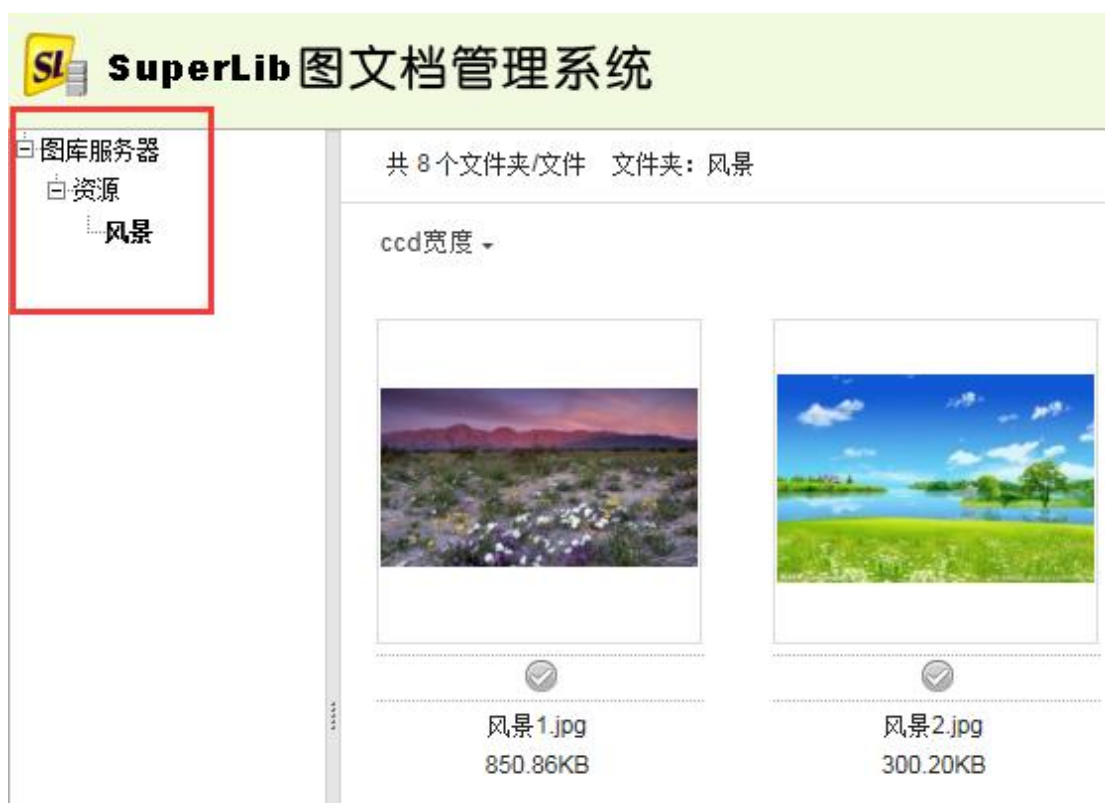 SL SuperLib图文档管理系统
图库服务器
资源
风景
共 8 个文件夹/文件 文件夹：风景
ccd宽度
风景1.jpg
850.86KB
风景2.jpg
300.20KB